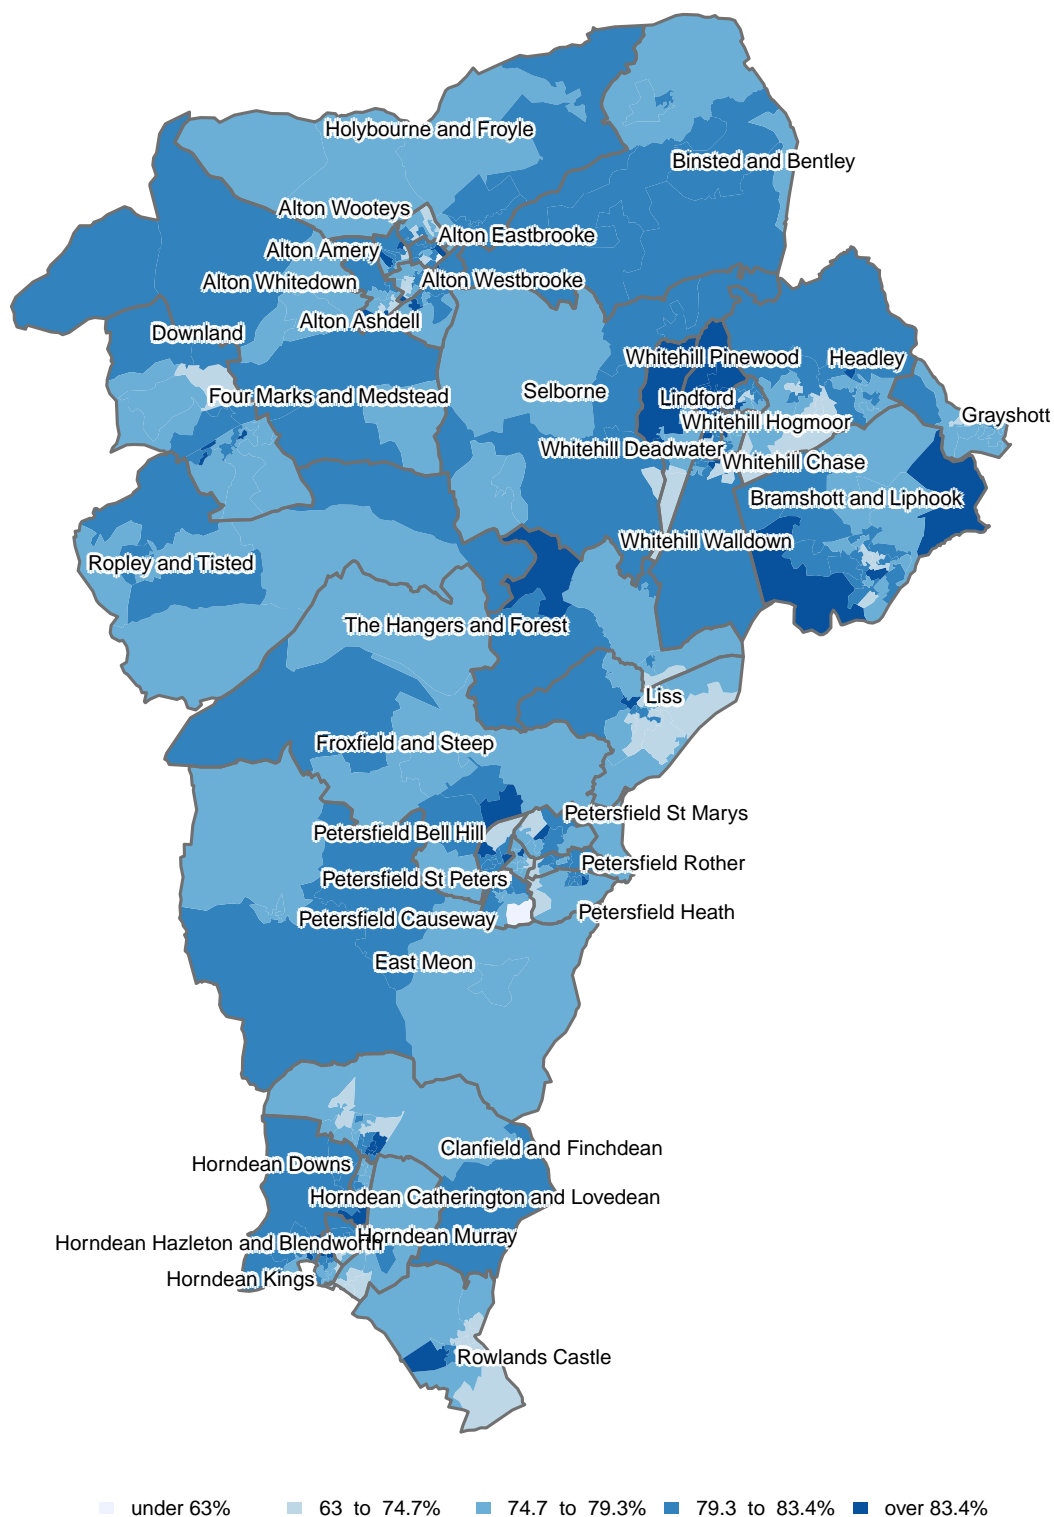 Holybourne and Froyle
Binsted and Bentley
Alton Wooteys
Alton Eastbrooke
Alton Amery
Alton Whitedown
Alton Westbrooke
Alton Ashdell
Downland
Whitehill Pinewood
Headley
Four Marks and Medstead
Selborne
Lindford
Grayshott
Whitehill Hogmoor
Whitehill Deadwater
Whitehill Chase
Bramshott and Liphook
Whitehill Walldown
Ropley and Tisted
The Hangers and Forest
Liss
Froxfield and Steep
Petersfield St Marys
Petersfield Bell Hill
Petersfield Rother
Petersfield St Peters
Petersfield Heath
Petersfield Causeway
East Meon
Clanfield and Finchdean
Horndean Downs
Horndean Catherington and Lovedean
Horndean Murray
Horndean Hazleton and Blendworth
Horndean Kings
Rowlands Castle
under 63% 63 to 74.7% 74.7 to 79.3% 79.3 to 83.4% over 83.4%